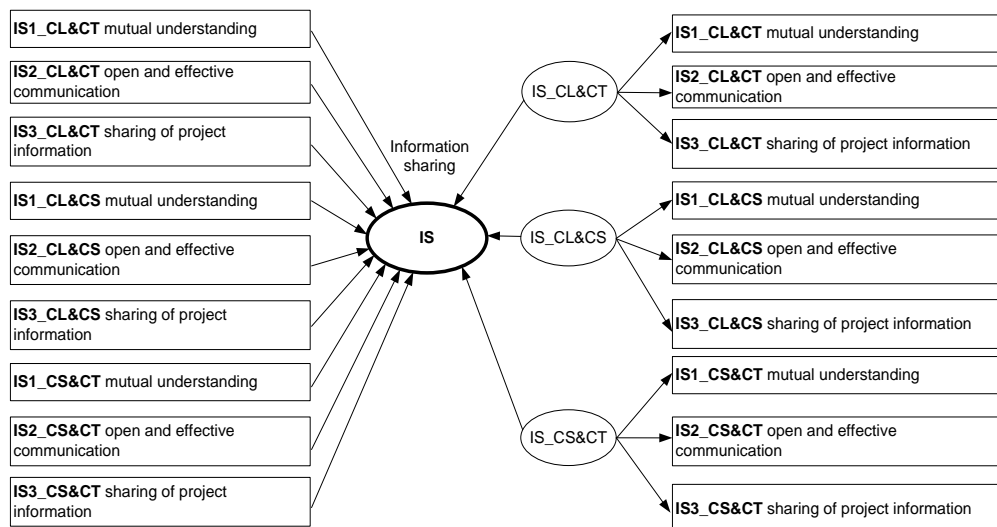 IS1_CL&CT mutual understanding
IS2_CL&CT open and effective
communication
IS3_CL&CT sharing of project
information
IS1_CL&CS mutual understanding
IS2_CL&CS open and effective
communication
IS3_CL&CS sharing of project
information
IS1_CS&CT mutual understanding
IS2_CS&CT open and effective
communication
IS3_CS&CT sharing of project
information
Information
sharing
IS
IS_CL&CT
IS_CL&CS
IS_CS&CT
IS1_CL&CT mutual understanding
IS2_CL&CT open and effective
communication
IS3_CL&CT sharing of project information
IS1_CL&CS mutual understanding
IS2_CL&CS open and effective
communication
IS3_CL&CS sharing of project information
IS1_CS&CT mutual understanding
IS2_CS&CT open and effective
communication
IS3_CS&CT sharing of project information